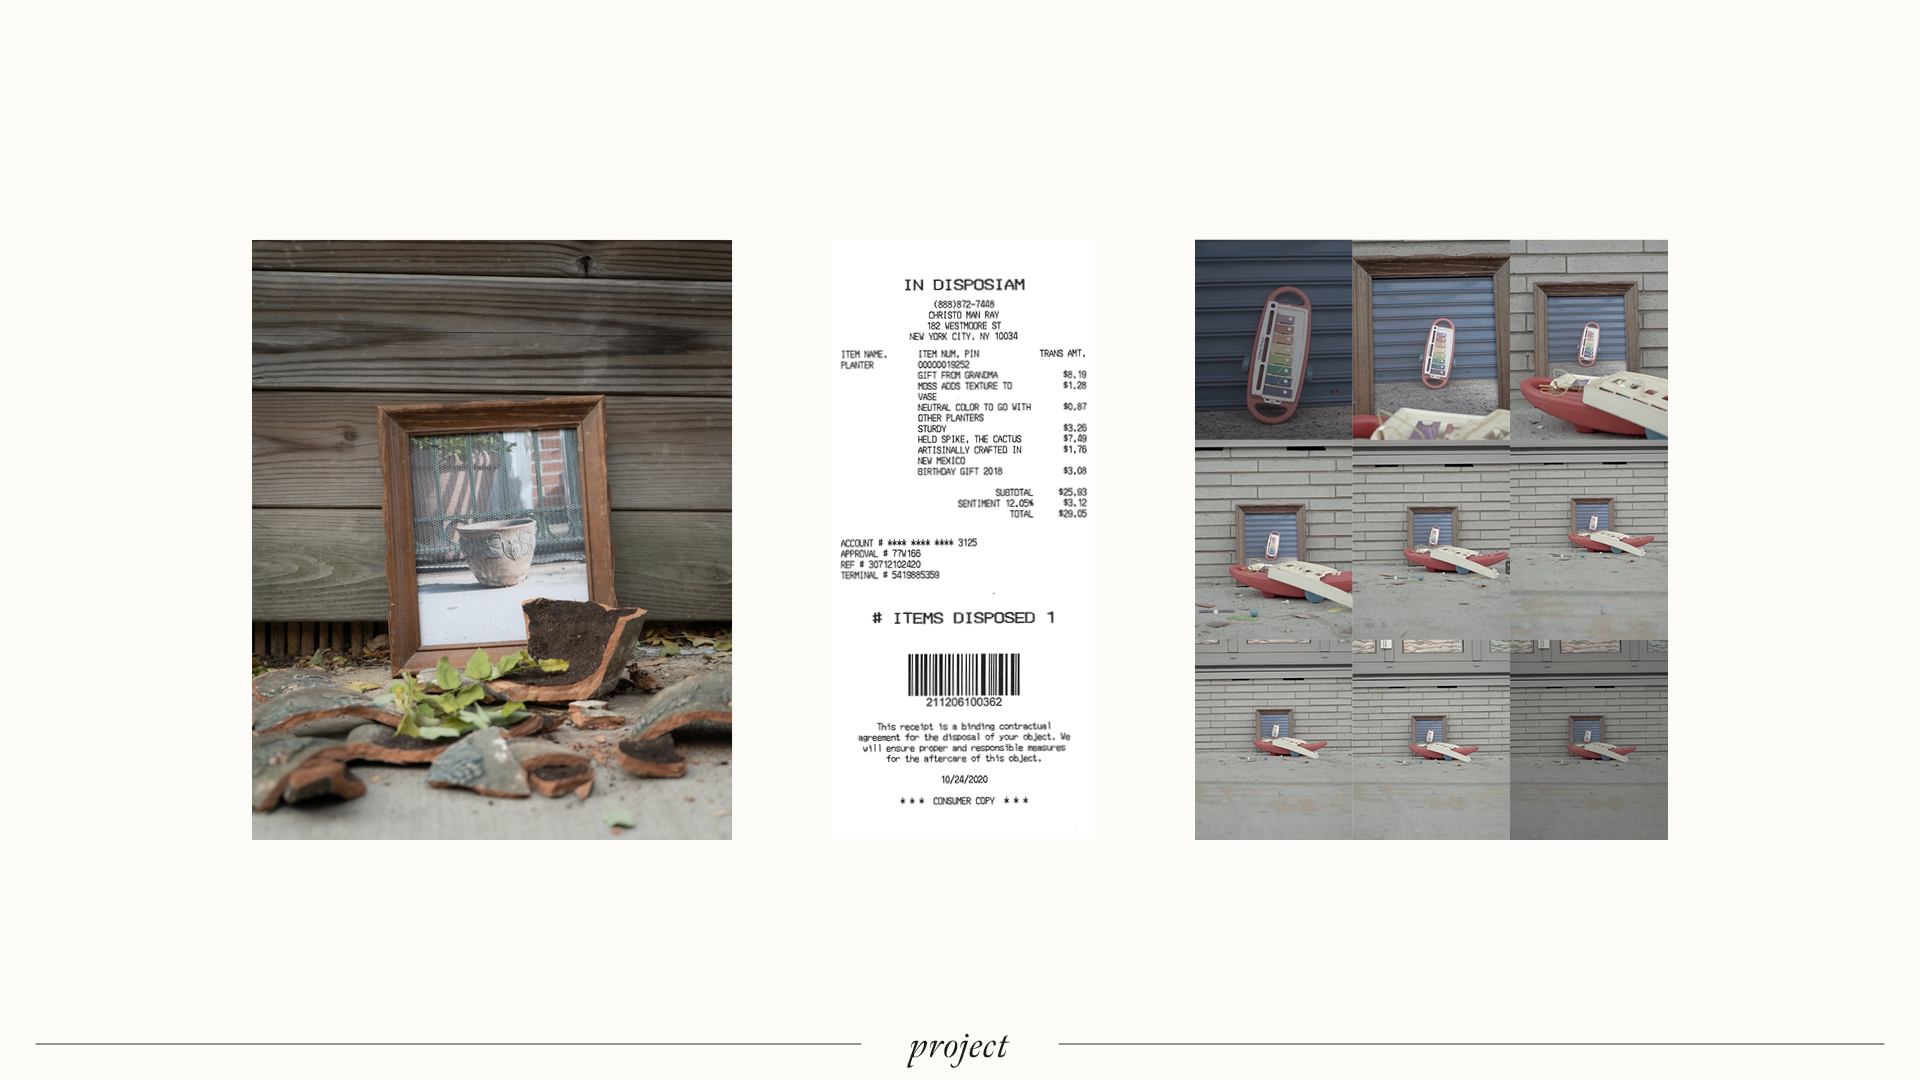 IN DISPOSIAM
(888)872-7448
CHRISTO MAN RAY
182 WESTMOORE ST
NEW YORK CITY, NY 10034
ITEM NAME, ITEM NUM, PIN TRANS AMT,
PLANTER 00000019252
GIFT FROM GRANDMA $8.19
MOSS ADDS TEXTURE TO $1.28
VASE
NEUTRAL COLOR TO GO WITH $0.87
OTHER PLANTERS
STURDY $3.26
HELD SPIKE, THE CACTUS $7.49
ARTISINALLY CRAFTED IN $1.76
NEW MEXICO
BIRTHDAY GIFT 2018 $3.08
SUBTOTAL $25.93
SENTIMENT 12.05% $3.12
TOTAL $29.05
ACCOUNT # **** **** **** 3125
APPROVAL # 77W166
REF # 30712102420
TERMINAL # 5419885359
# ITEMS DISPOSED 1
211206100362
This receipt is a binding contractual
agreement for the disposal of your object. We
will ensure proper and responsible measures
for the aftercare of this object.
10/24/2020
*** CONSUMER COPY ***
project